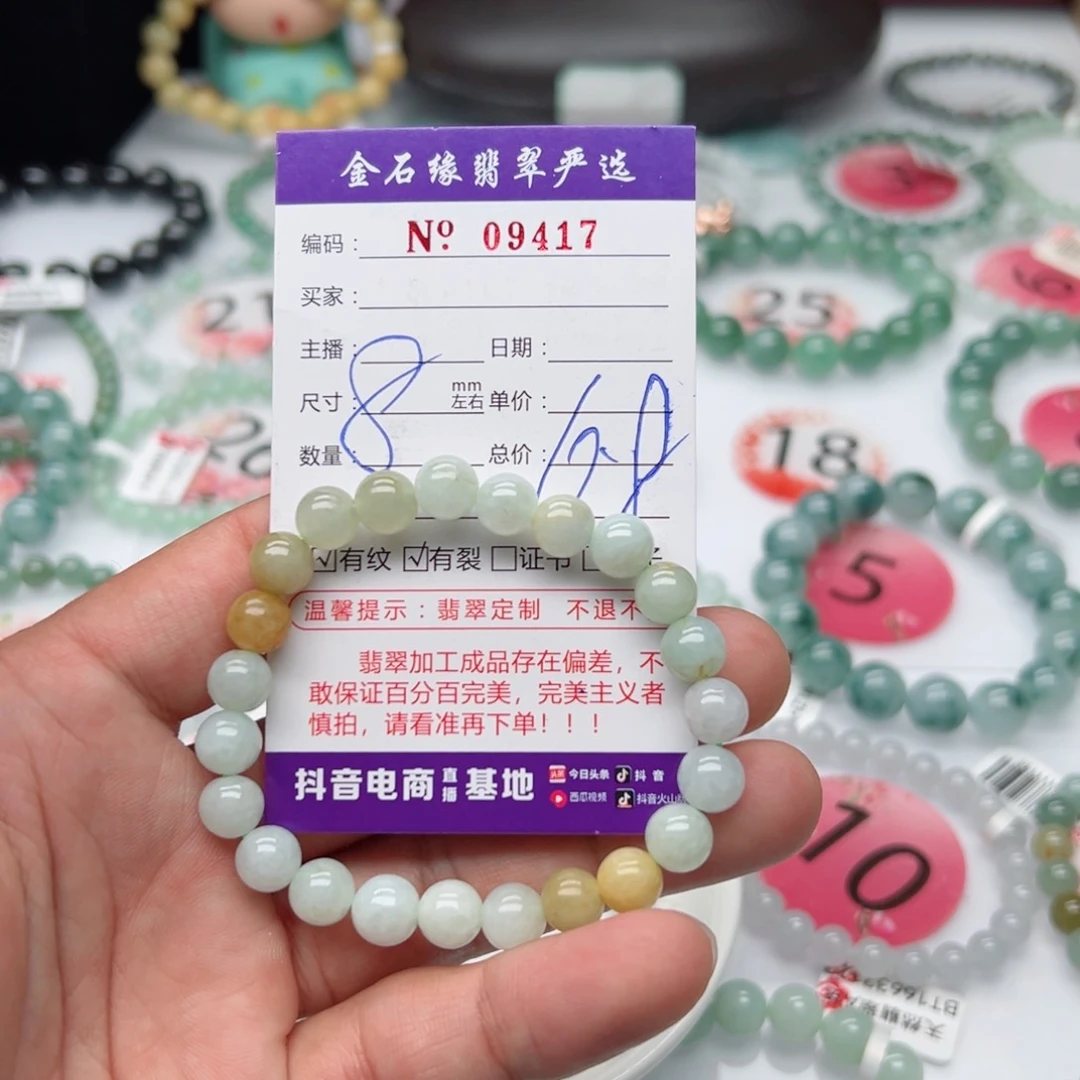 金石缘翡翠严选
编码： Nº 09417
买家：
主播： 日期：
尺寸： 8 mm 左右 单价：
数量： 总价：
有纹 有裂 证书
温馨提示：翡翠定制 不退不
翡翠加工成品存在偏差，不
敢保证百分百完美，完美主义者
慎拍，请看准再下单！！！
抖音电商直播基地
今日头条 抖音
西瓜视频 抖音火山
21
25
20
18
5
10
6
天然翡翠